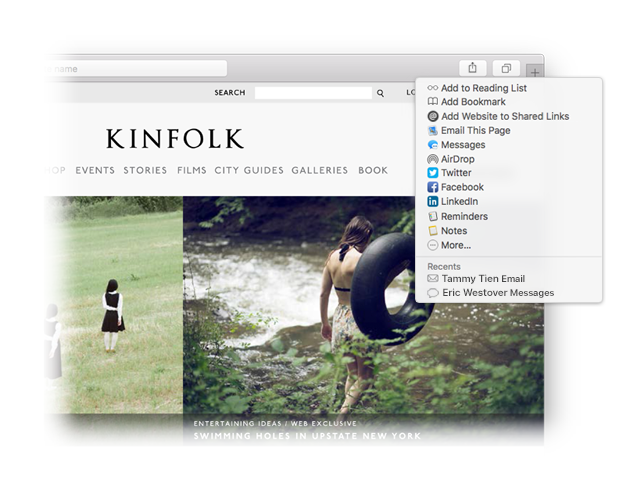 name
SEARCH
KINFOLK
EVENTS STORIES FILMS CITY GUIDES GALLERIES BOOK
Add to Reading List
Add Bookmark
Add Website to Shared Links
Email This Page
Messages
AirDrop
Twitter
Facebook
LinkedIn
Reminders
Notes
More...
Recents
Tammy Tien Email
Eric Westover Messages
ENTERTAINING IDEAS / WEB EXCLUSIVE
SWIMMING HOLES IN UPSTATE NEW YORK